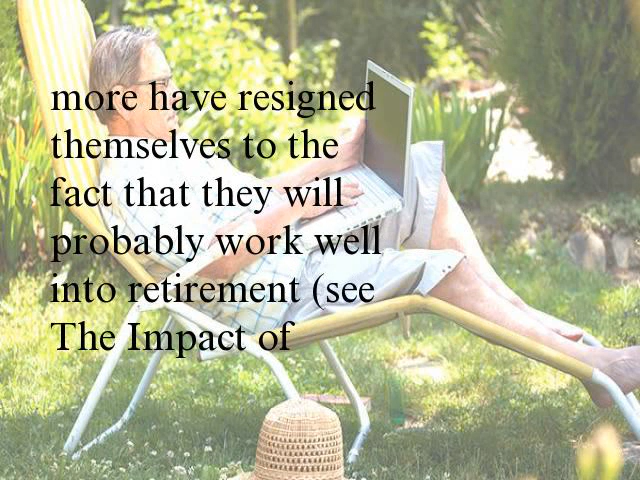 more have resigned
themselves to the
fact that they will
probably work well
into retirement (see
The Impact of